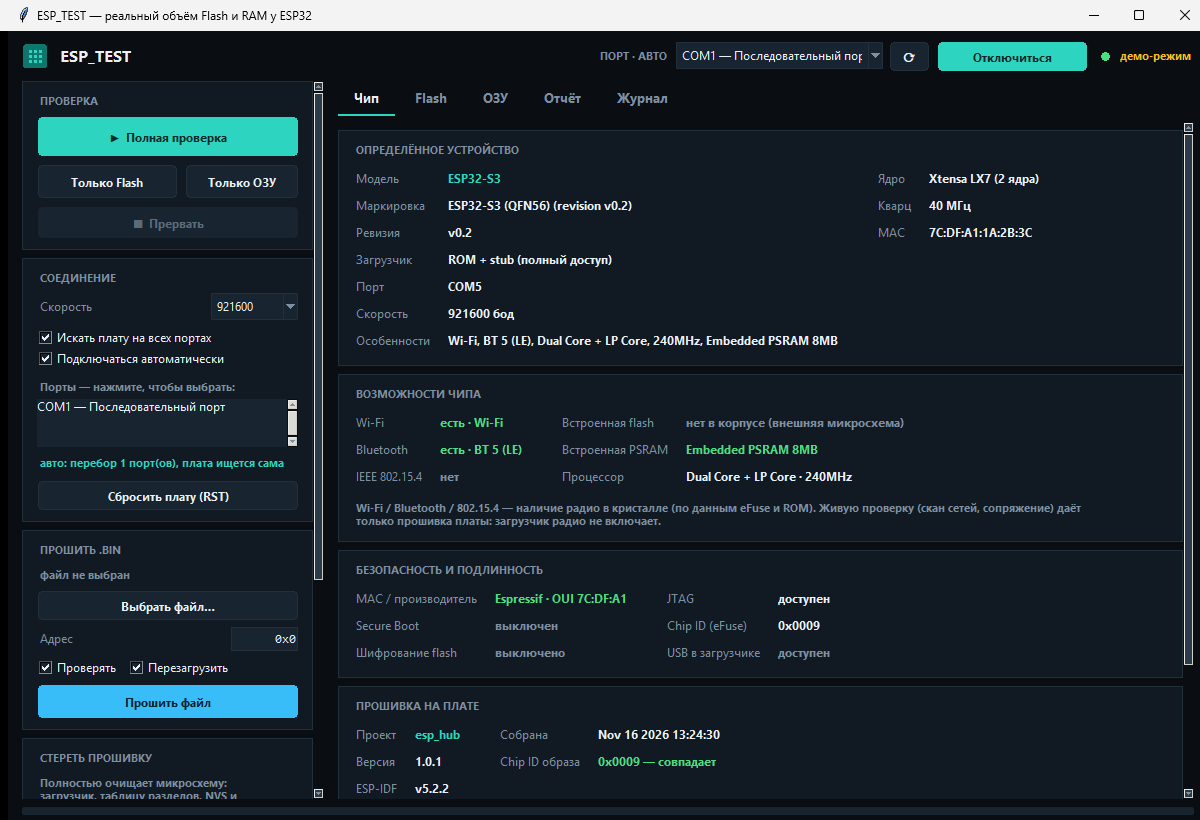 ESP_TEST — реальный объём Flash и RAM у ESP32
ESP_TEST
ПОРТ · АВТО
COM1 — Последовательный пор
Отключиться
демо-режим
ПРОВЕРКА
► Полная проверка
Только Flash
Только ОЗУ
Прервать
СОЕДИНЕНИЕ
Скорость
921600
Искать плату на всех портах
Подключаться автоматически
Порты — нажмите, чтобы выбрать:
COM1 — Последовательный порт
авто: перебор 1 порт(ов), плата ищется сама
Сбросить плату (RST)
ПРОШИТЬ .BIN
файл не выбран
Выбрать файл...
Адрес
0x0
Проверять
Перезагрузить
Прошить файл
СТЕРЕТЬ ПРОШИВКУ
Полностью очищает микросхему:
загрузчик, таблицу разделов, NVS и
Чип
Flash
ОЗУ
Отчёт
Журнал
ОПРЕДЕЛЁННОЕ УСТРОЙСТВО
Модель ESP32-S3
Маркировка ESP32-S3 (QFN56) (revision v0.2)
Ревизия v0.2
Загрузчик ROM + stub (полный доступ)
Порт COM5
Скорость 921600 бод
Особенности Wi-Fi, BT 5 (LE), Dual Core + LP Core, 240MHz, Embedded PSRAM 8MB
Ядро Xtensa LX7 (2 ядра)
Кварц 40 МГц
MAC 7C:DF:A1:1A:2B:3C
ВОЗМОЖНОСТИ ЧИПА
Wi-Fi есть · Wi-Fi
Bluetooth есть · BT 5 (LE)
IEEE 802.15.4 нет
Встроенная flash нет в корпусе (внешняя микросхема)
Встроенная PSRAM Embedded PSRAM 8MB
Процессор Dual Core + LP Core · 240MHz
Wi-Fi / Bluetooth / 802.15.4 — наличие радио в кристалле (по данным eFuse и ROM). Живую проверку (скан сетей, сопряжение) даёт
только прошивка платы: загрузчик радио не включает.
БЕЗОПАСНОСТЬ И ПОДЛИННОСТЬ
MAC / производитель Espressif · OUI 7C:DF:A1
Secure Boot выключен
Шифрование flash выключено
JTAG доступен
Chip ID (eFuse) 0x0009
USB в загрузчике доступен
ПРОШИВКА НА ПЛАТЕ
Проект esp_hub
Версия 1.0.1
ESP-IDF v5.2.2
Собрана Nov 16 2026 13:24:30
Chip ID образа 0x0009 — совпадает